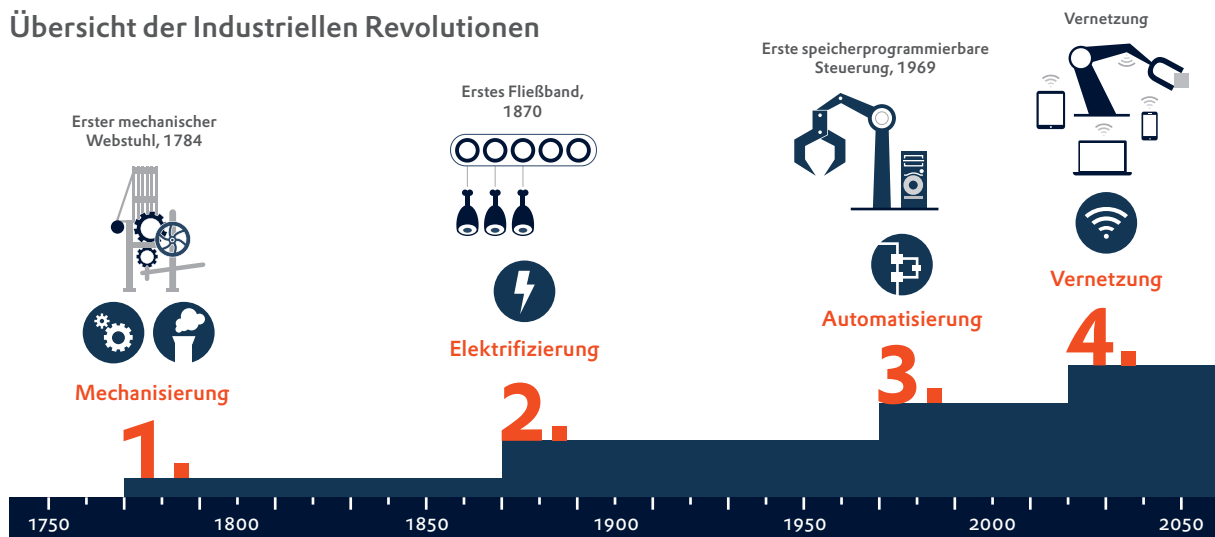 Übersicht der Industriellen Revolutionen
Erster mechanischer
Webstuhl, 1784
Mechanisierung
1.
Erstes Fließband,
1870
Elektrifizierung
2.
Erste speicherprogrammierbare
Steuerung, 1969
Automatisierung
3.
Vernetzung
Vernetzung
4.
1750 1800 1850 1900 1950 2000 2050